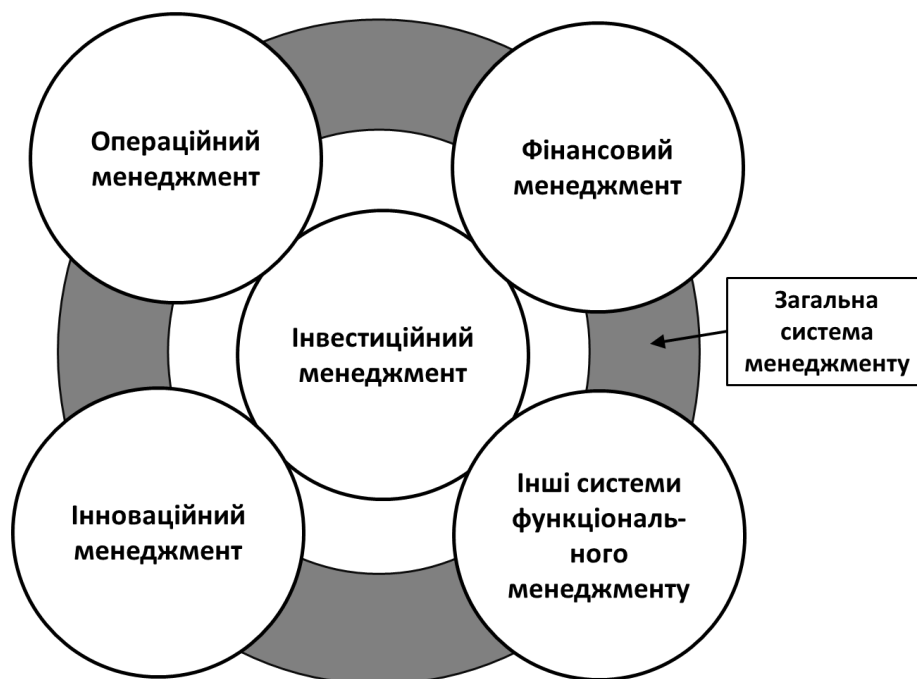 Операційний
менеджмент
Фінансовий
менеджмент
Інвестиційний
менеджмент
Загальна
система
менеджменту
Інноваційний
менеджмент
Інші системи
функціональ-
ного
менеджменту